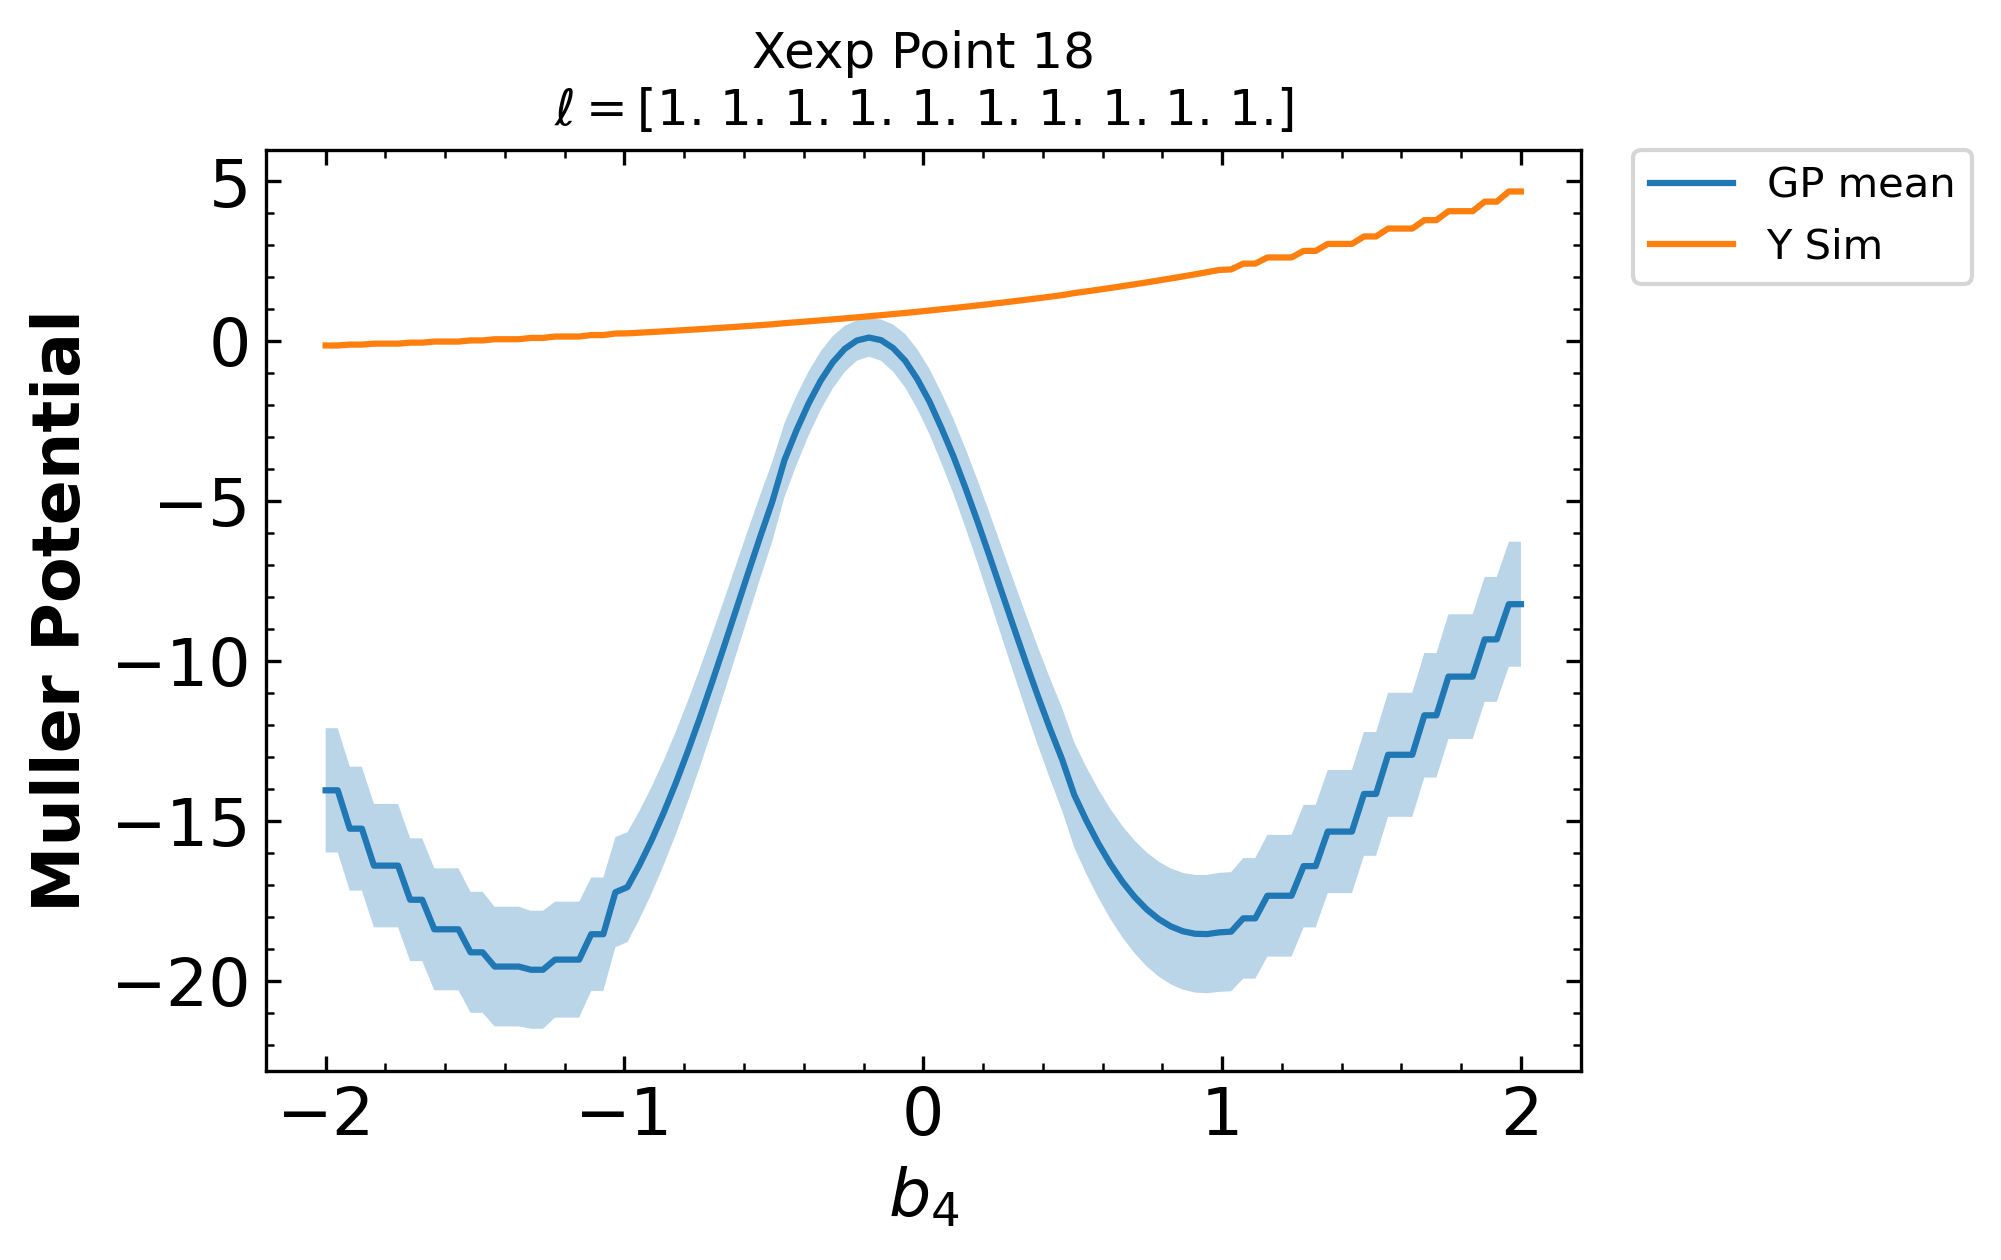 Xexp Point 18
ℓ = [1. 1. 1. 1. 1. 1. 1. 1. 1. 1.]
GP mean
Y Sim
Muller Potential
5
0
−5
−10
−15
−20
−2
−1
0
1
2
b₄